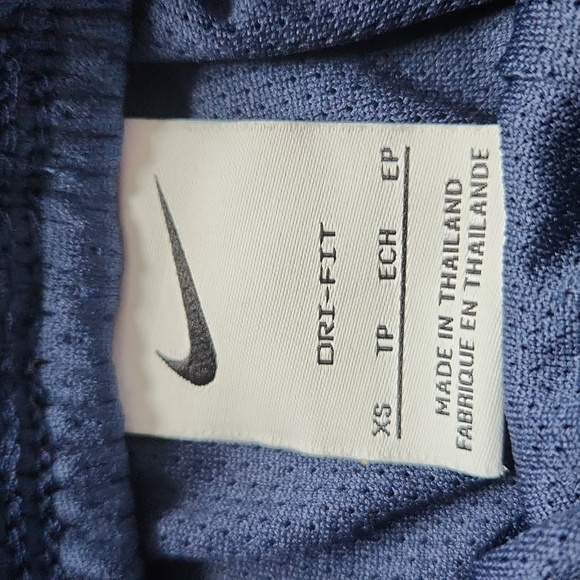 DRI-FIT
XS TP ECH EP
MADE IN THAILAND
FABRIQUE EN THAILANDE